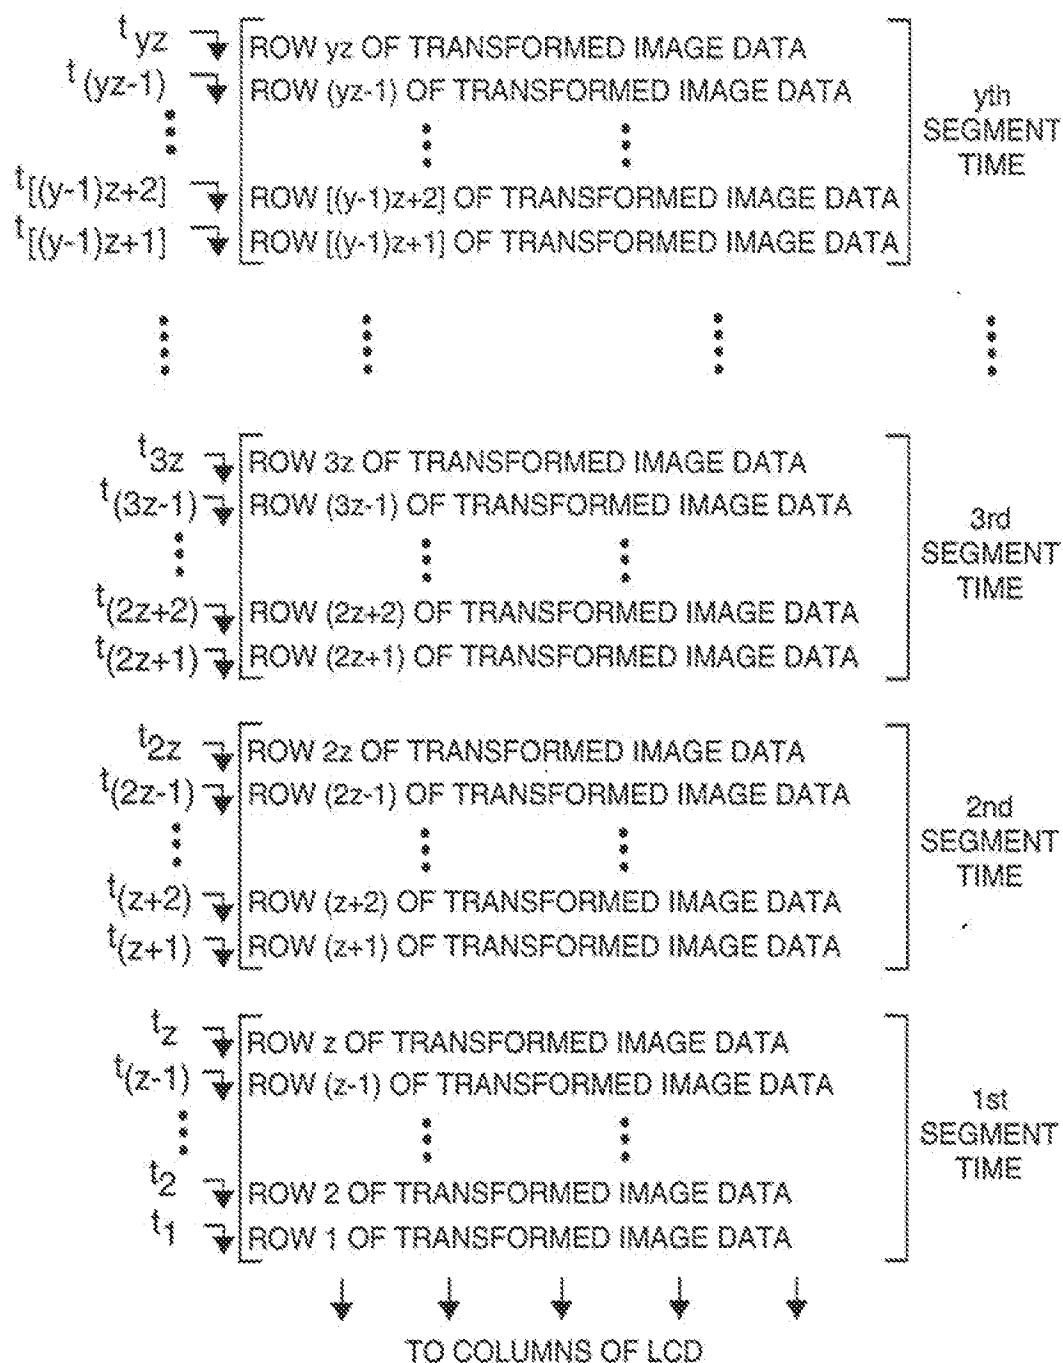 t yz ROW yz OF TRANSFORMED IMAGE DATA
t (yz-1) ROW (yz-1) OF TRANSFORMED IMAGE DATA
t[(y-1)z+2] ROW [(y-1)z+2] OF TRANSFORMED IMAGE DATA
t[(y-1)z+1] ROW [(y-1)z+1] OF TRANSFORMED IMAGE DATA
yth
SEGMENT
TIME
t3z ROW 3z OF TRANSFORMED IMAGE DATA
t(3z-1) ROW (3z-1) OF TRANSFORMED IMAGE DATA
t(2z+2) ROW (2z+2) OF TRANSFORMED IMAGE DATA
t(2z+1) ROW (2z+1) OF TRANSFORMED IMAGE DATA
3rd
SEGMENT
TIME
t2z ROW 2z OF TRANSFORMED IMAGE DATA
t(2z-1) ROW (2z-1) OF TRANSFORMED IMAGE DATA
t(z+2) ROW (z+2) OF TRANSFORMED IMAGE DATA
t(z+1) ROW (z+1) OF TRANSFORMED IMAGE DATA
2nd
SEGMENT
TIME
tz ROW z OF TRANSFORMED IMAGE DATA
t(z-1) ROW (z-1) OF TRANSFORMED IMAGE DATA
t2 ROW 2 OF TRANSFORMED IMAGE DATA
t1 ROW 1 OF TRANSFORMED IMAGE DATA
1st
SEGMENT
TIME
TO COLUMNS OF LCD